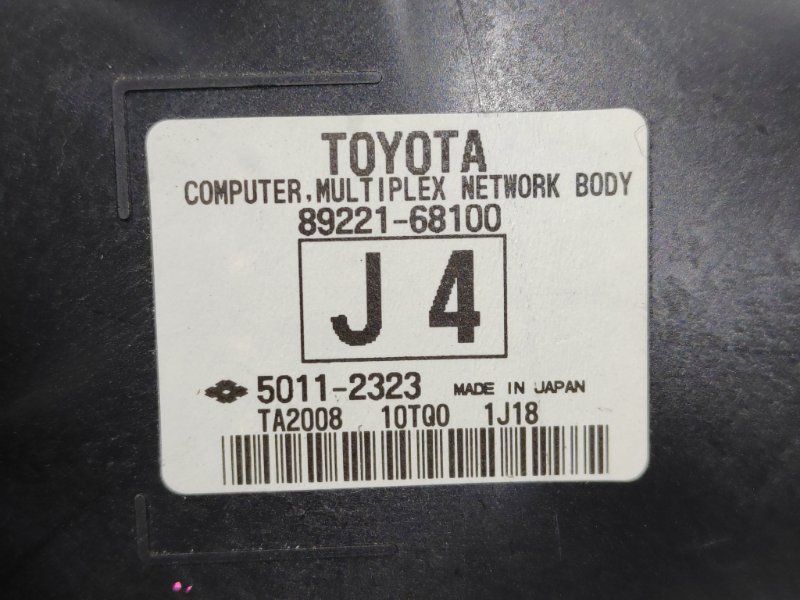 TOYOTA
COMPUTER, MULTIPLEX NETWORK BODY
89221-68100
J 4
5011-2323 MADE IN JAPAN
TA2008 10TQ0 1J18